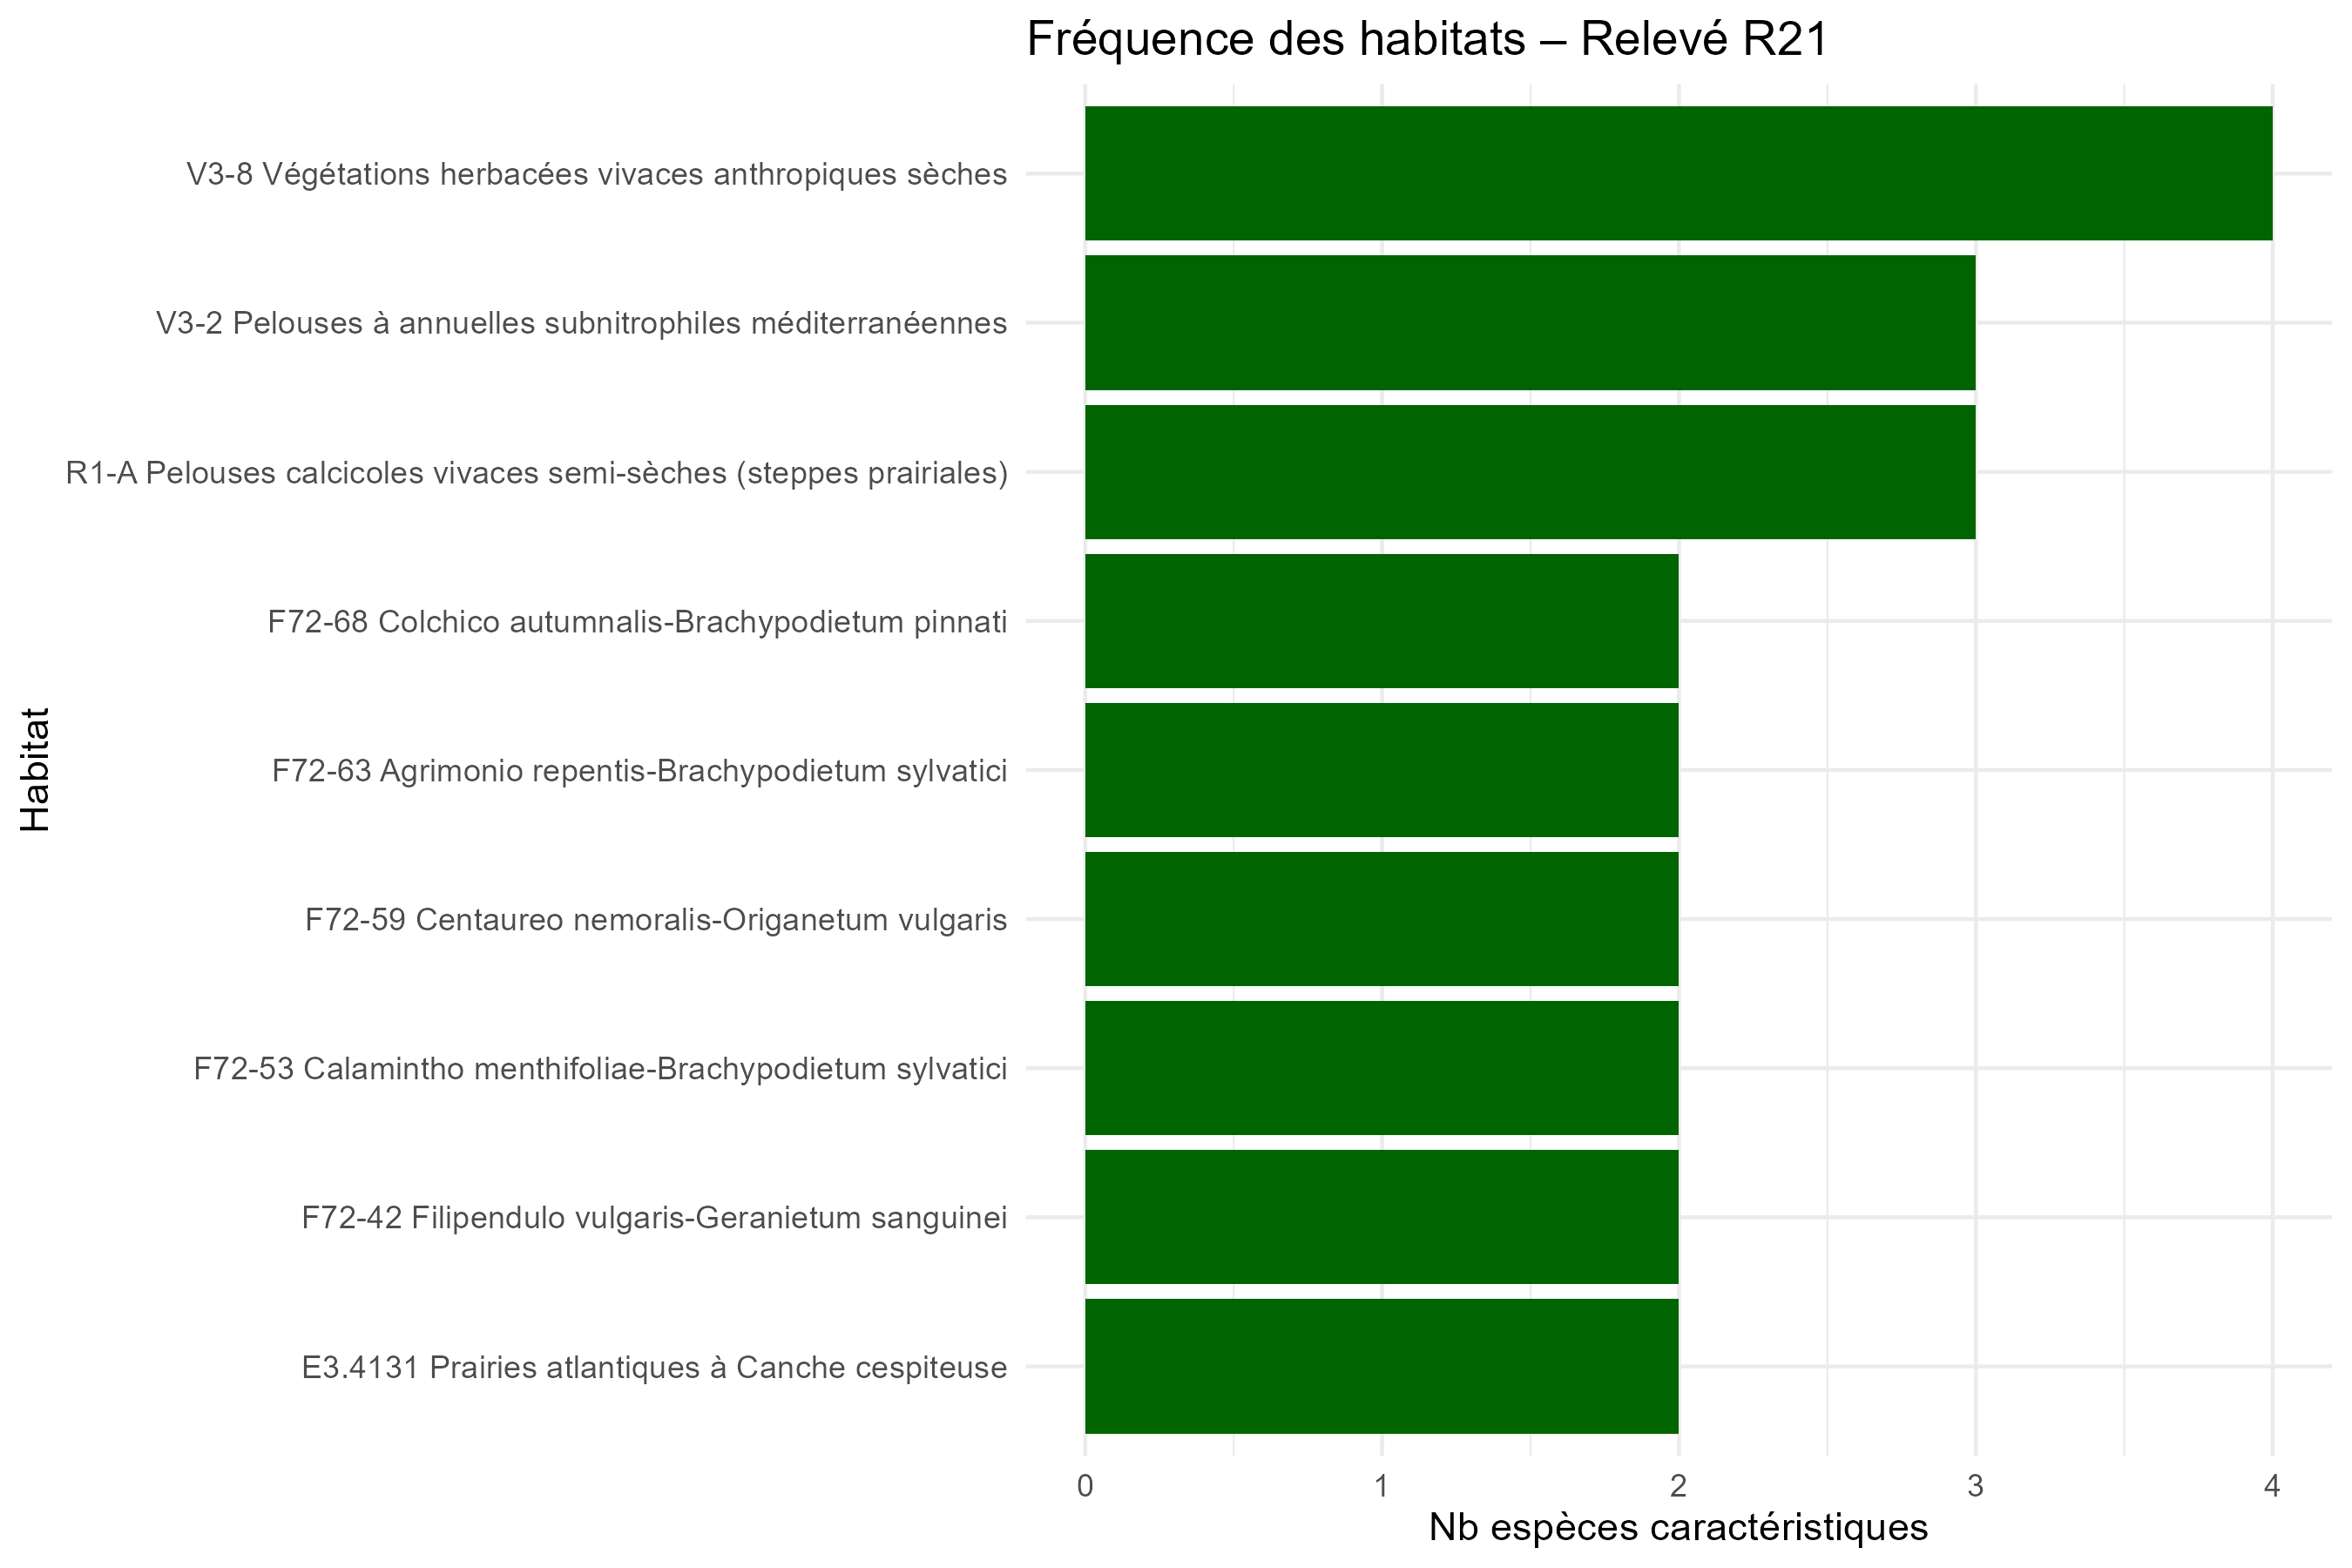 Fréquence des habitats – Relevé R21
V3-8 Végétations herbacées vivaces anthropiques sèches
V3-2 Pelouses à annuelles subnitrophiles méditerranéennes
R1-A Pelouses calcicoles vivaces semi-sèches (steppes prairiales)
F72-68 Colchico autumnalis-Brachypodietum pinnati
F72-63 Agrimonio repentis-Brachypodietum sylvatici
F72-59 Centaureo nemoralis-Origanetum vulgaris
F72-53 Calamintho menthifoliae-Brachypodietum sylvatici
F72-42 Filipendulo vulgaris-Geranietum sanguinei
E3.4131 Prairies atlantiques à Canche cespiteuse
Habitat
0 1 2 3 4
Nb espèces caractéristiques